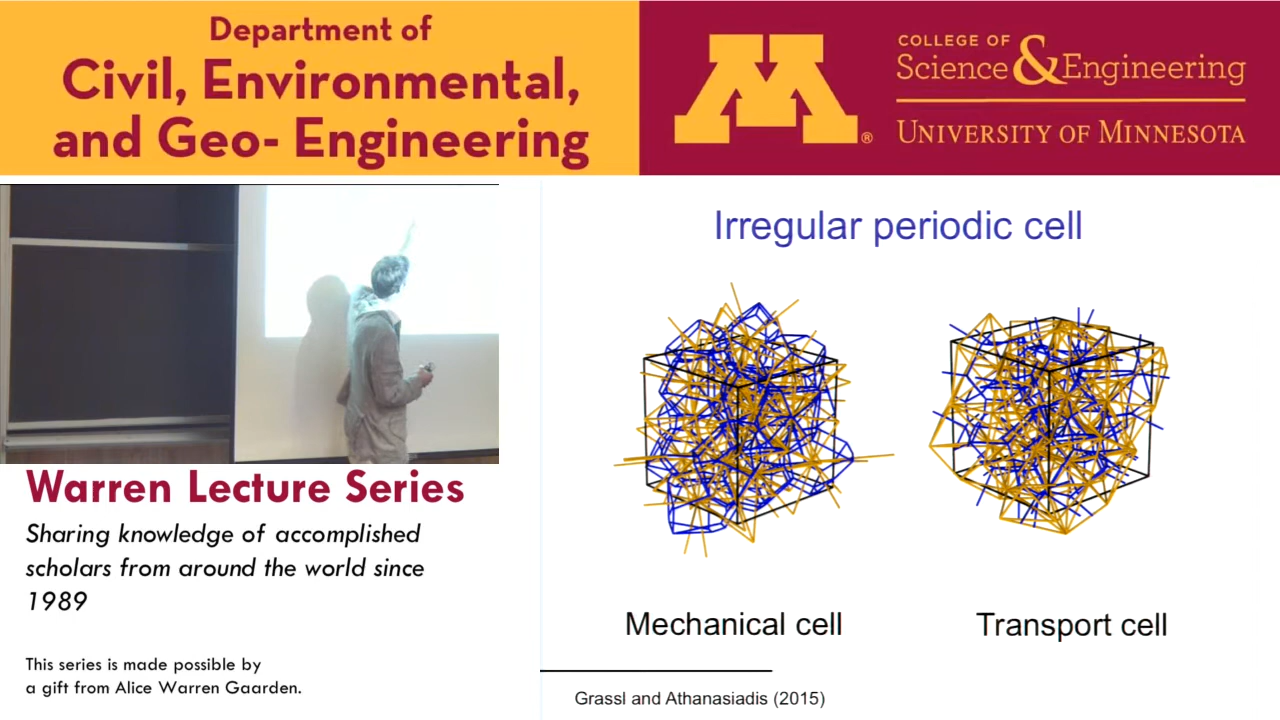 Department of
Civil, Environmental,
and Geo- Engineering
M®
COLLEGE OF
Science & Engineering
UNIVERSITY OF MINNESOTA
Irregular periodic cell
Mechanical cell
Transport cell
Grassl and Athanasiadis (2015)
Warren Lecture Series
Sharing knowledge of accomplished
scholars from around the world since
1989
This series is made possible by
a gift from Alice Warren Gaarden.